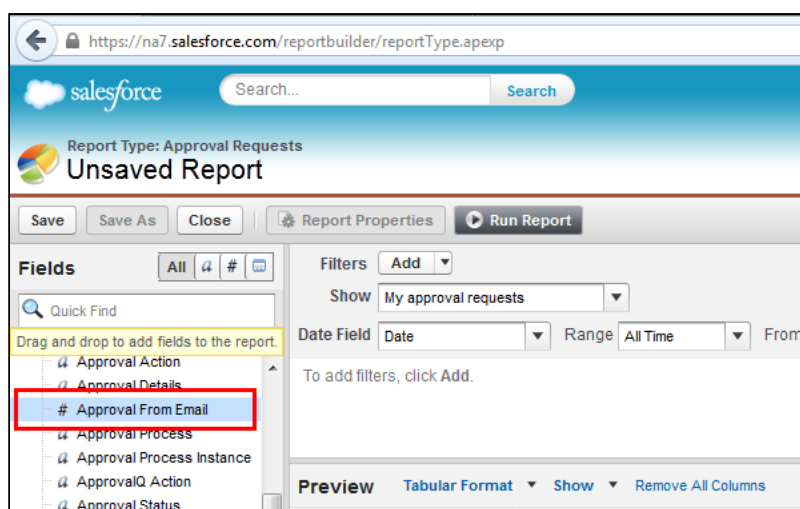 https://na7.salesforce.com/reportbuilder/reportType.apexp
salesforce Search... Search
Report Type: Approval Requests
Unsaved Report
Save Save As Close Report Properties Run Report
Fields All a # Filters Add
Quick Find Show My approval requests
Drag and drop to add fields to the report. Date Field Date Range All Time From
a Approval Action
To add filters, click Add.
a Approval Details
# Approval From Email
a Approval Process
a Approval Process Instance
a ApprovalQ Action
Preview Tabular Format Show Remove All Columns
a Approval Status